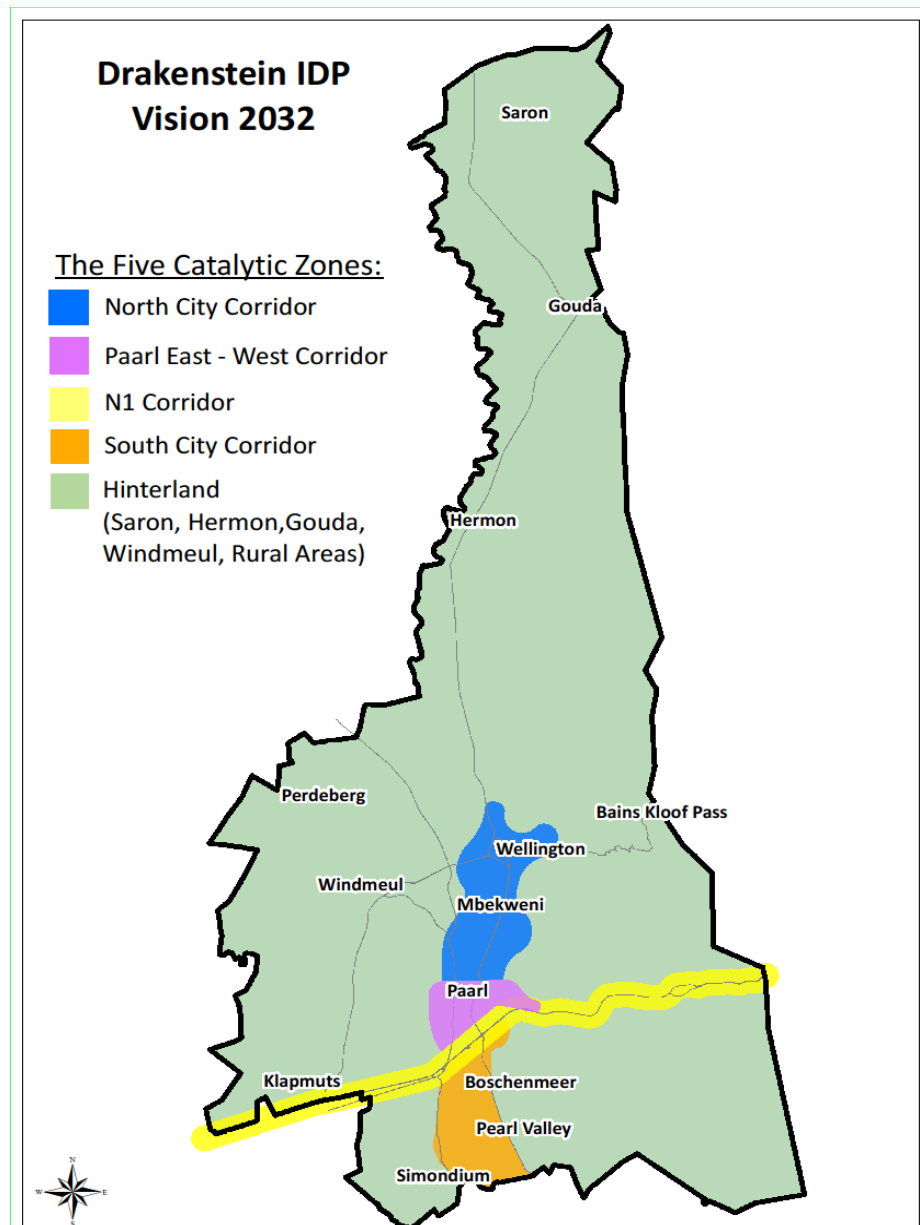 Drakenstein IDP
Vision 2032
The Five Catalytic Zones:
North City Corridor
Paarl East - West Corridor
N1 Corridor
South City Corridor
Hinterland
(Saron, Hermon,Gouda,
Windmeul, Rural Areas)
Saron
Gouda
Hermon
Perdeberg
Bains Kloof Pass
Wellington
Windmeul
Mbekweni
Paarl
Klapmuts
Boschenmeer
Pearl Valley
Simondium
N
W
E
S